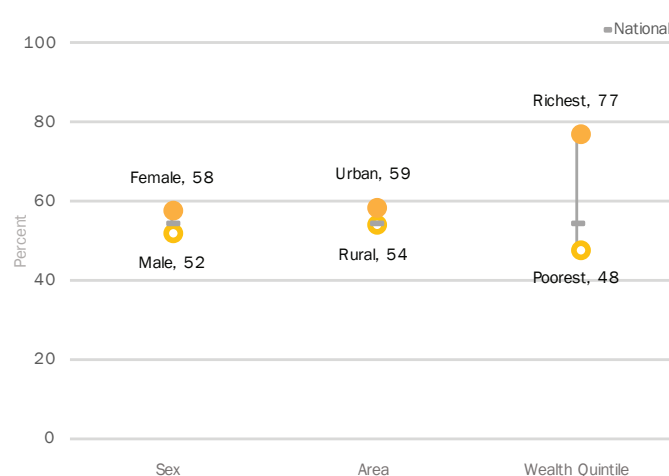 National
100
Richest, 77
80
Female, 58
Urban, 59
60
Percent
Male, 52
Rural, 54
40
Poorest, 48
20
0
Sex
Area
Wealth Quintile